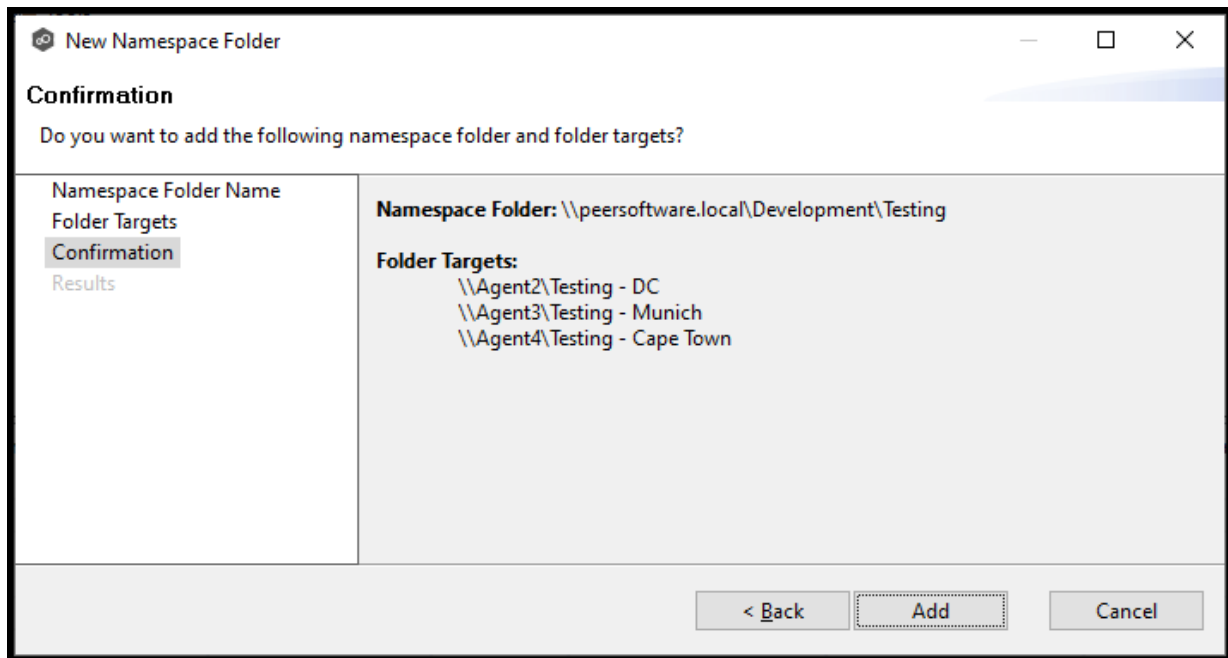 New Namespace Folder
Confirmation
Do you want to add the following namespace folder and folder targets?
Namespace Folder Name
Folder Targets
Confirmation
Results
Namespace Folder: \\peersoftware.local\Development\Testing
Folder Targets:
\\Agent2\Testing - DC
\\Agent3\Testing - Munich
\\Agent4\Testing - Cape Town
< Back
Add
Cancel